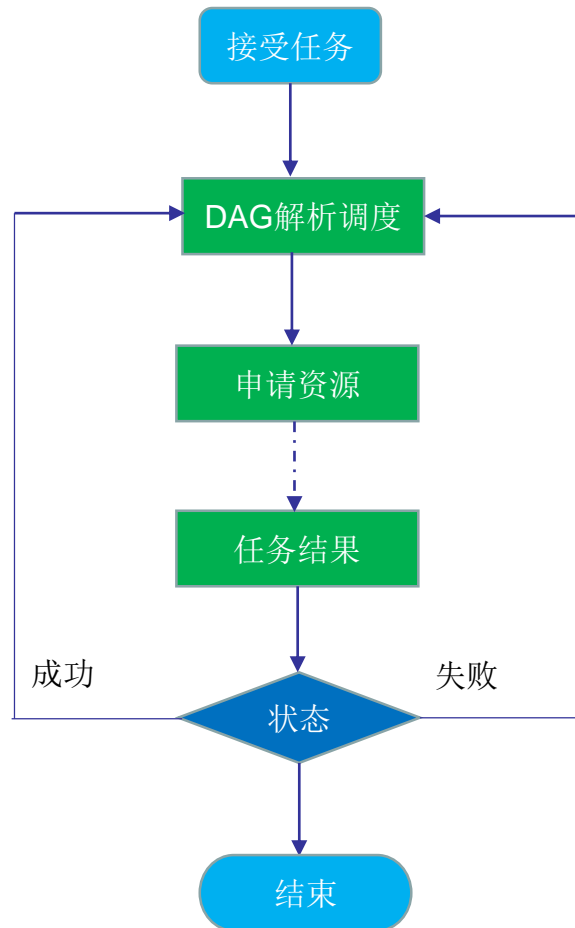 接受任务
DAG解析调度
申请资源
任务结果
成功
失败
状态
结束